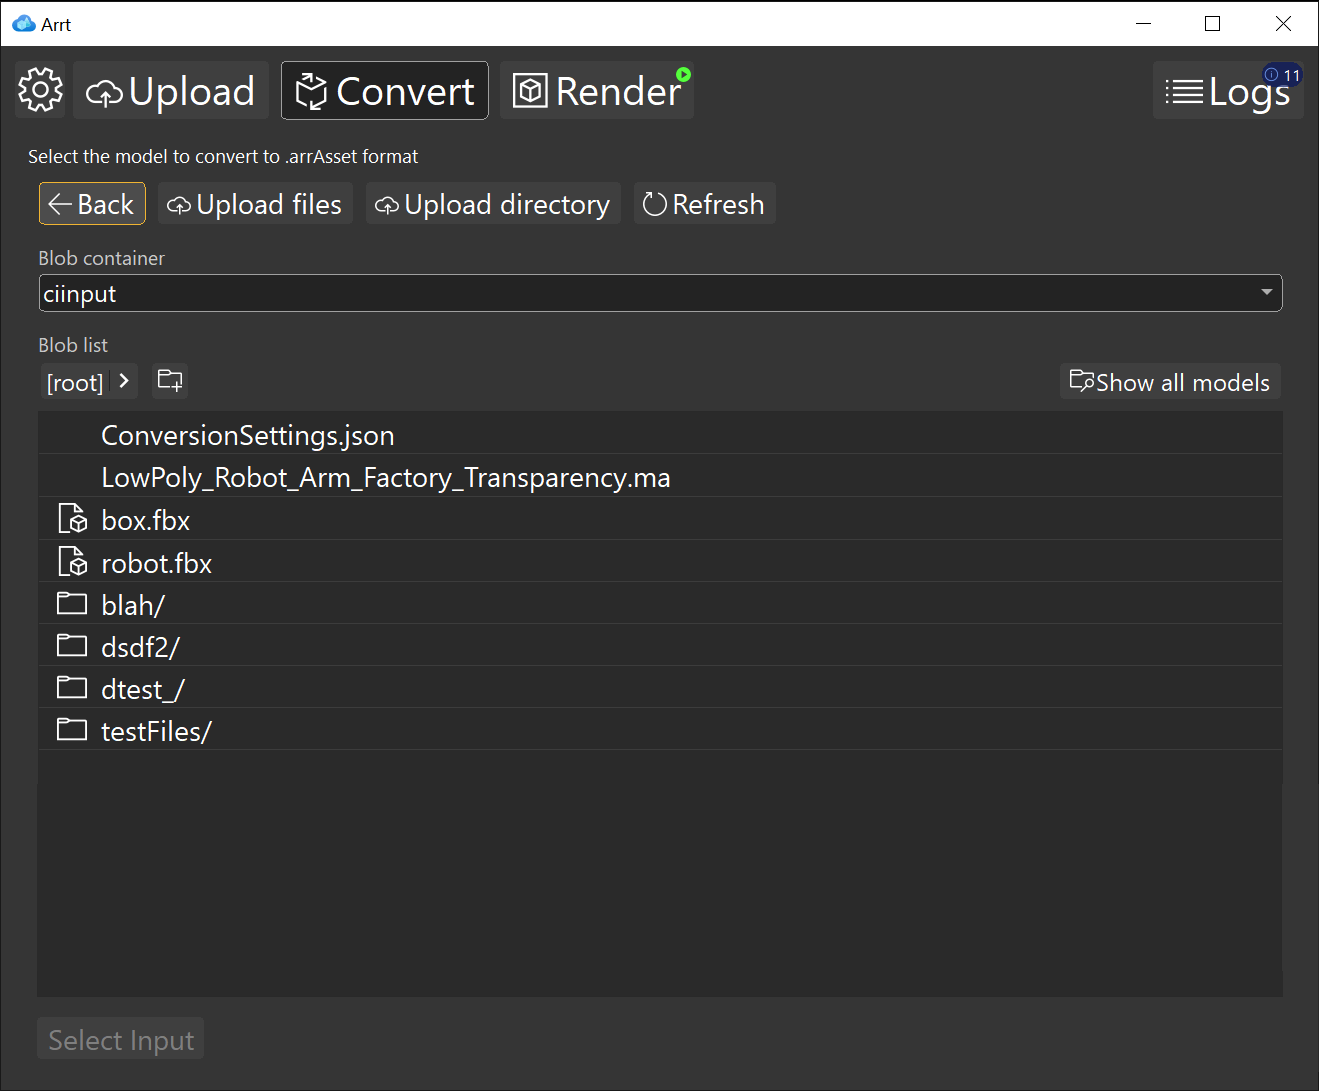 Arrt
Upload Convert Render Logs 11
Select the model to convert to .arrAsset format
Back Upload files Upload directory Refresh
Blob container
ciinput
Blob list
[root] Show all models
ConversionSettings.json
LowPoly_Robot_Arm_Factory_Transparency.ma
box.fbx
robot.fbx
blah/
dsdf2/
dtest_/
testFiles/
Select Input